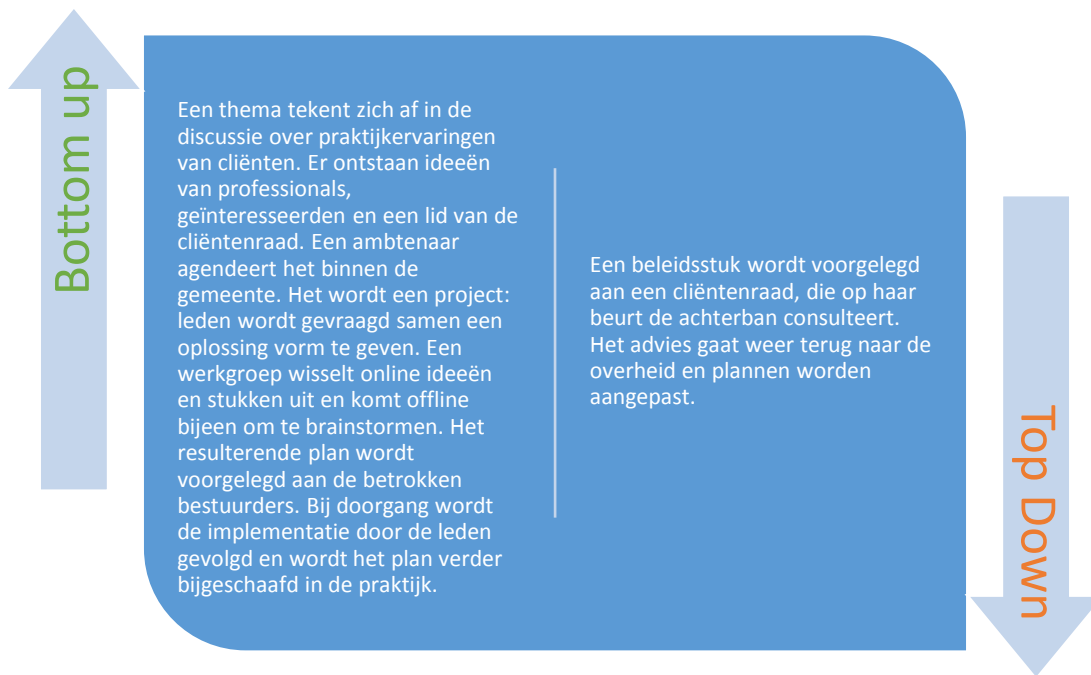 Bottom up
Een thema tekent zich af in de
discussie over praktijkervaringen
van cliënten. Er ontstaan ideeën
van professionals,
geïnteresseerden en een lid van de
cliëntenraad. Een ambtenaar
agendeert het binnen de
gemeente. Het wordt een project:
leden wordt gevraagd samen een
oplossing vorm te geven. Een
werkgroep wisselt online ideeën
en stukken uit en komt offline
bijeen om te brainstormen. Het
resulterende plan wordt
voorgelegd aan de betrokken
bestuurders. Bij doorgang wordt
de implementatie door de leden
gevolgd en wordt het plan verder
bijgeschaafd in de praktijk.
Een beleidsstuk wordt voorgelegd
aan een cliëntenraad, die op haar
beurt de achterban consulteert.
Het advies gaat weer terug naar de
overheid en plannen worden
aangepast.
Top Down